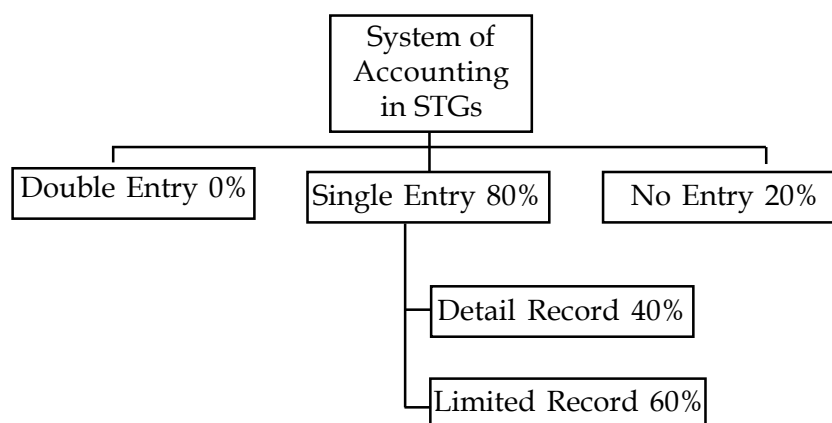 System of
Accounting
in STGs
Double Entry 0%
Single Entry 80%
No Entry 20%
Detail Record 40%
Limited Record 60%